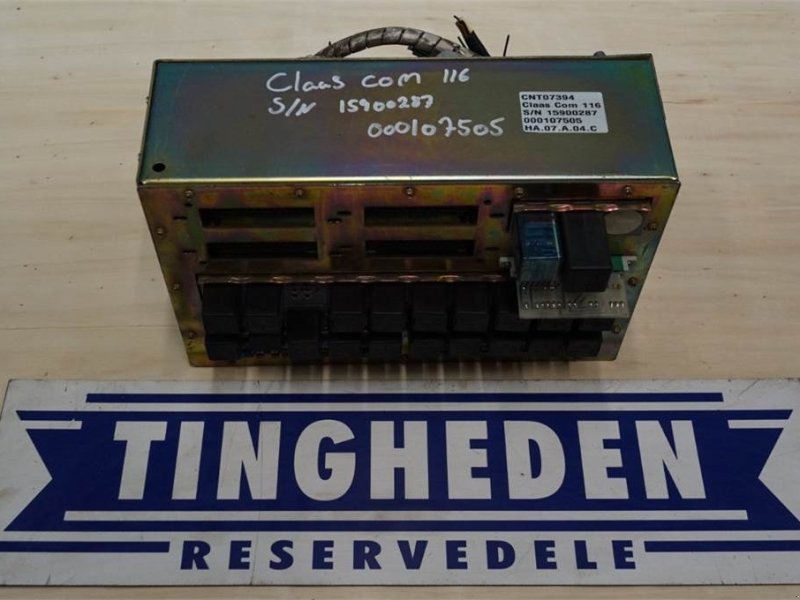 Claas com 116
S/N 15900287
000107505
CNT07394
Claas Com 116
S/N 15900287
000107505
HA.07.A.04.C
TINGHEDEN
RESERVEDELE